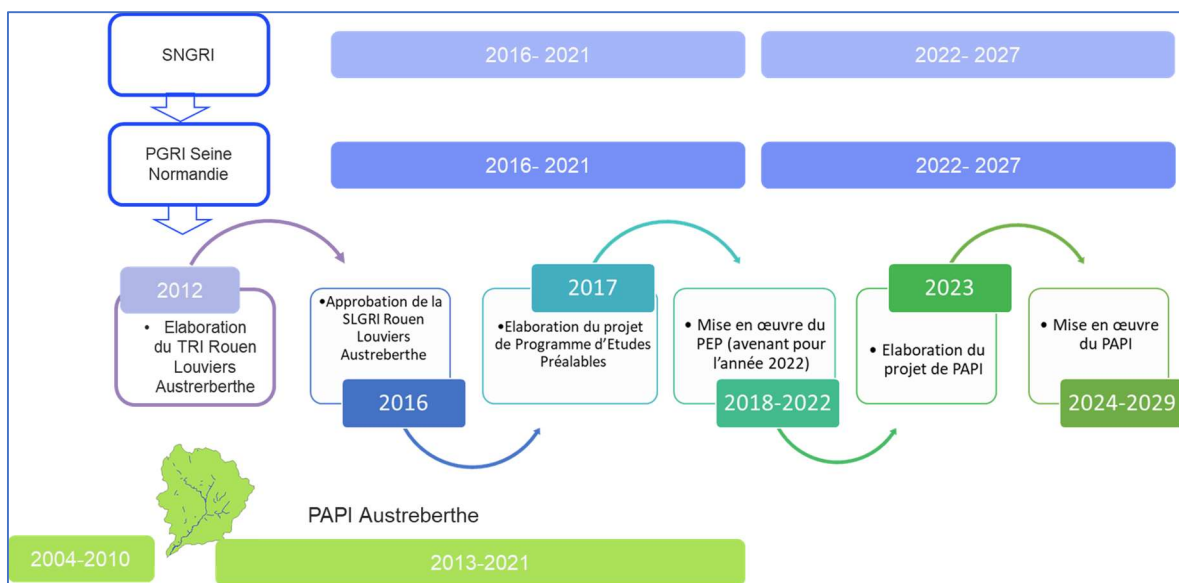 SNGRI
2016- 2021
2022- 2027
PGRI Seine
Normandie
2016- 2021
2022- 2027
2012
• Elaboration
du TRI Rouen
Louviers
Austrerberthe
•Approbation de la
SLGRI Rouen
Louviers
Austreberthe
2016
2017
•Elaboration du projet
de Programme d'Etudes
Préalables
• Mise en œuvre du
PEP (avenant pour
l'année 2022)
2018-2022
2023
• Elaboration du
projet de PAPI
• Mise en œuvre
du PAPI
2024-2029
PAPI Austreberthe
2004-2010
2013-2021